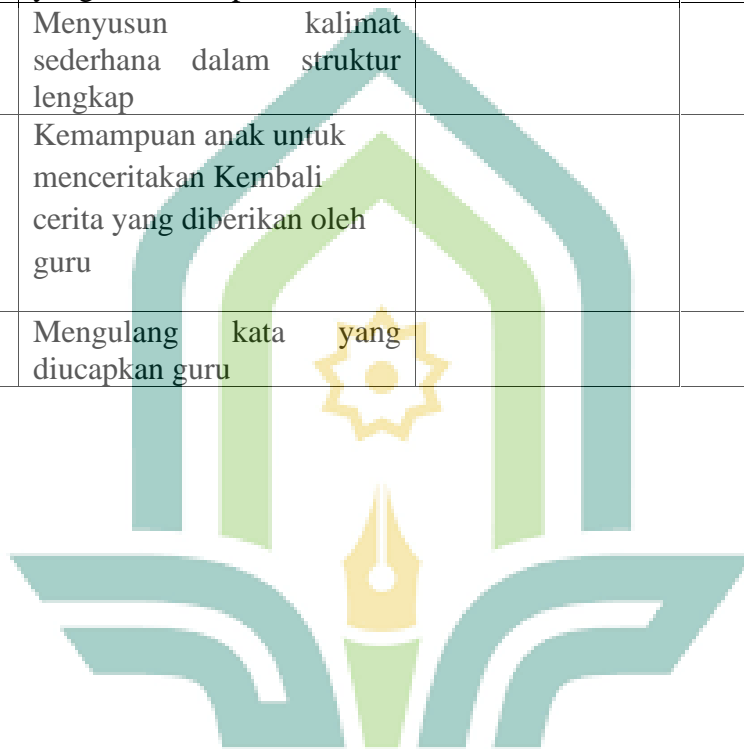 Menyusun kalimat
sederhana dalam struktur
lengkap
Kemampuan anak untuk
menceritakan Kembali
cerita yang diberikan oleh
guru
Mengulang kata yang
diucapkan guru